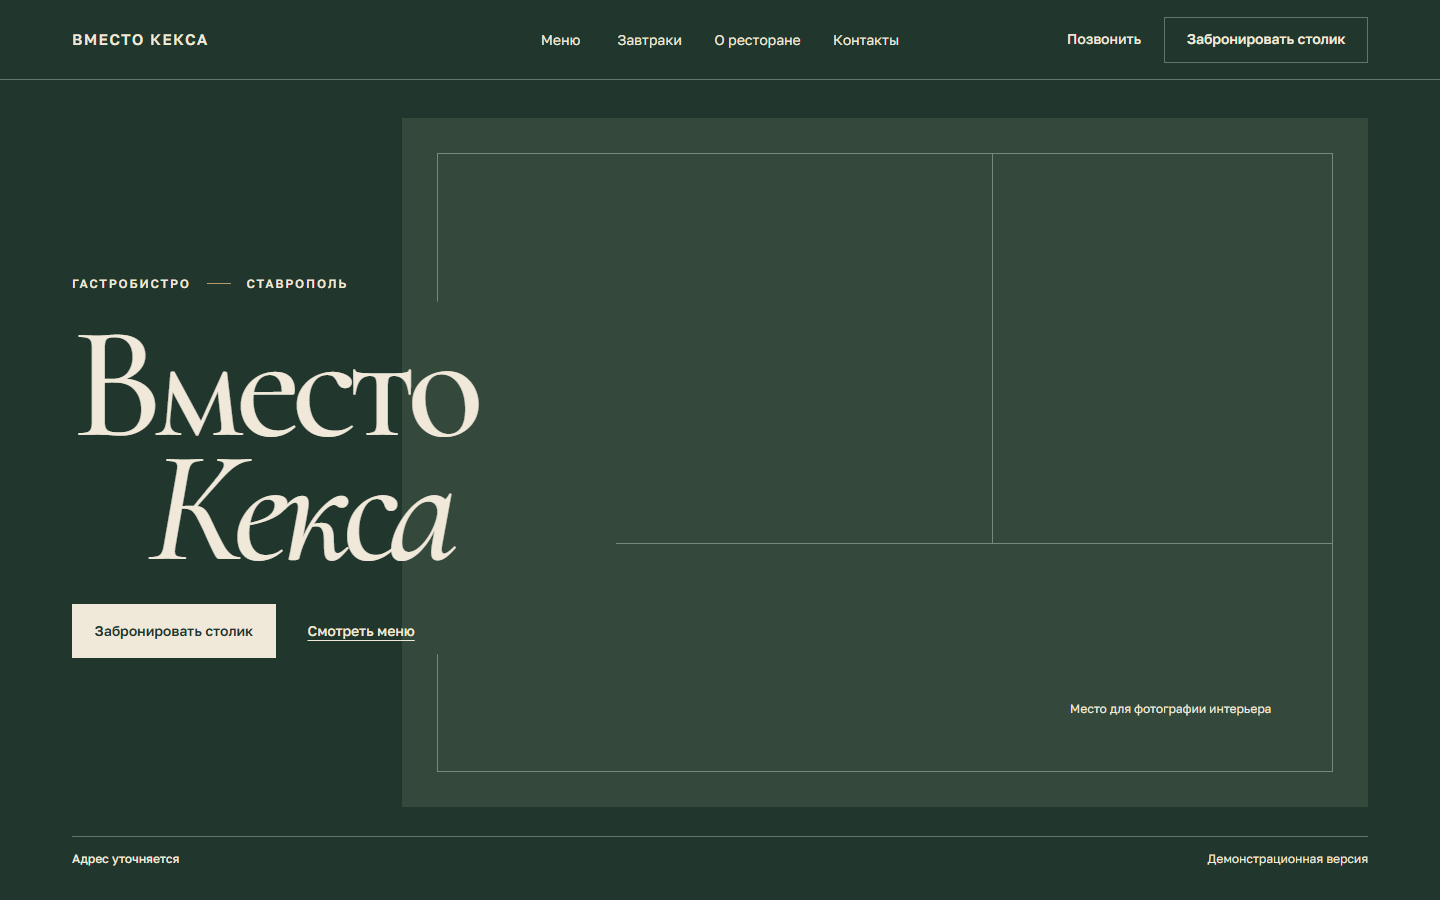 ВМЕСТО КЕКСА
Меню Завтраки О ресторане Контакты
Позвонить Забронировать столик
ГАСТРОБИСТРО — СТАВРОПОЛЬ
Вместо
Кекса
Забронировать столик Смотреть меню
Место для фотографии интерьера
Адрес уточняется Демонстрационная версия